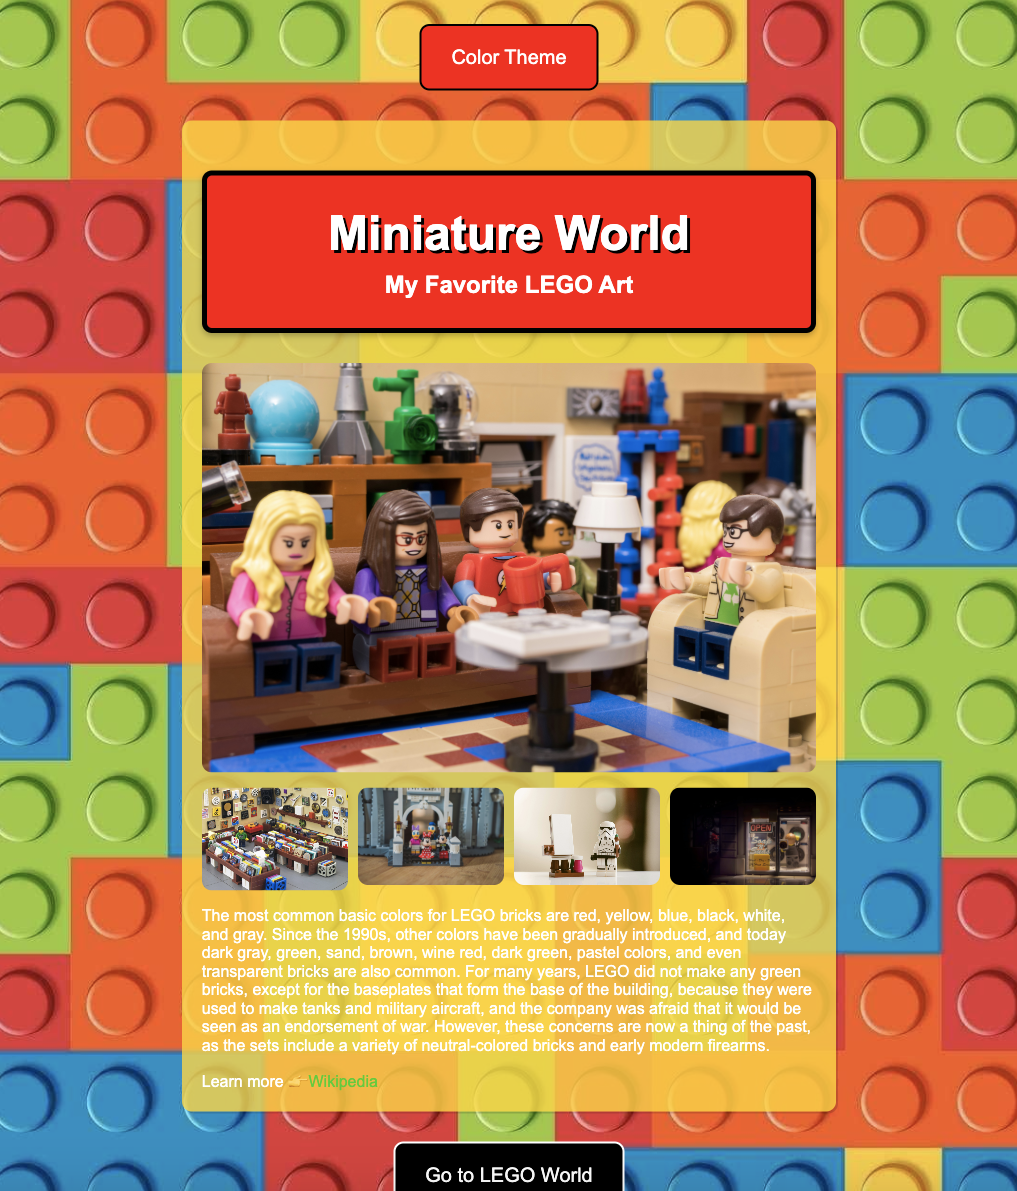 Color Theme
Miniature World
My Favorite LEGO Art
OPEN
The most common basic colors for LEGO bricks are red, yellow, blue, black, white,
and gray. Since the 1990s, other colors have been gradually introduced, and today
dark gray, green, sand, brown, wine red, dark green, pastel colors, and even
transparent bricks are also common. For many years, LEGO did not make any green
bricks, except for the baseplates that form the base of the building, because they were
used to make tanks and military aircraft, and the company was afraid that it would be
seen as an endorsement of war. However, these concerns are now a thing of the past,
as the sets include a variety of neutral-colored bricks and early modern firearms.
Learn more 👉Wikipedia
Go to LEGO World